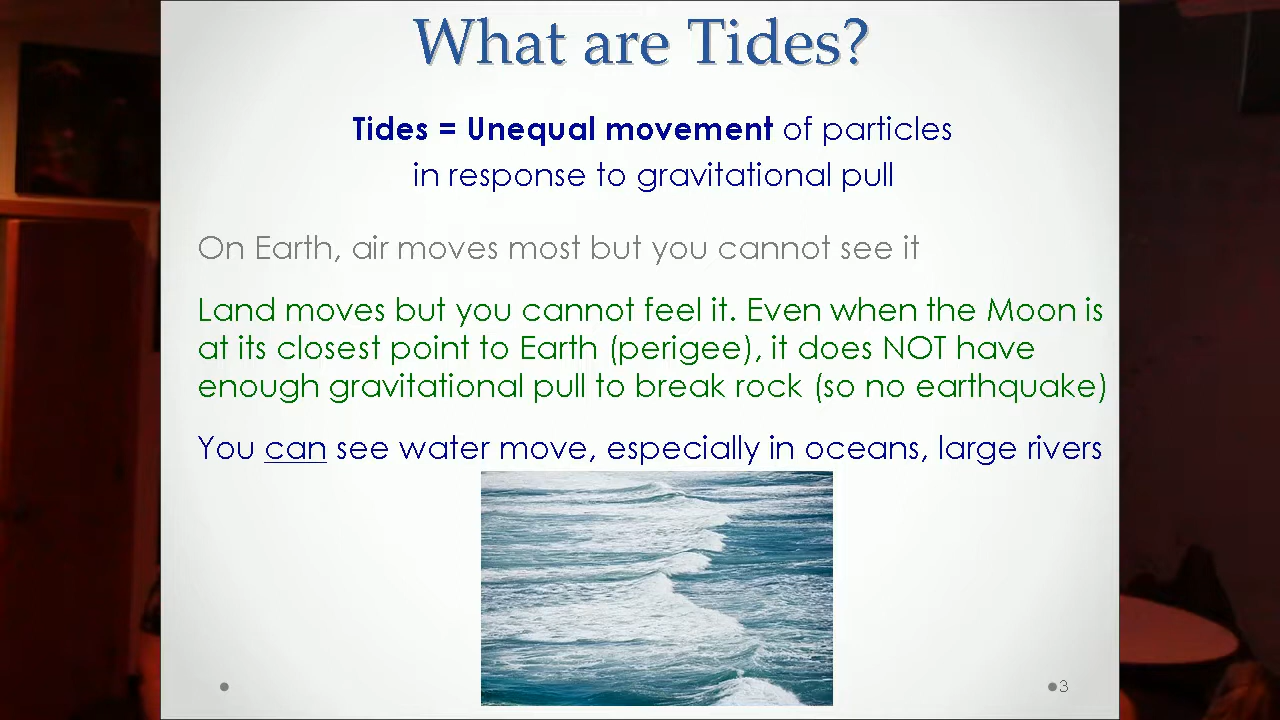 What are Tides?
Tides = Unequal movement of particles
in response to gravitational pull
On Earth, air moves most but you cannot see it
Land moves but you cannot feel it. Even when the Moon is
at its closest point to Earth (perigee), it does NOT have
enough gravitational pull to break rock (so no earthquake)
You can see water move, especially in oceans, large rivers
3